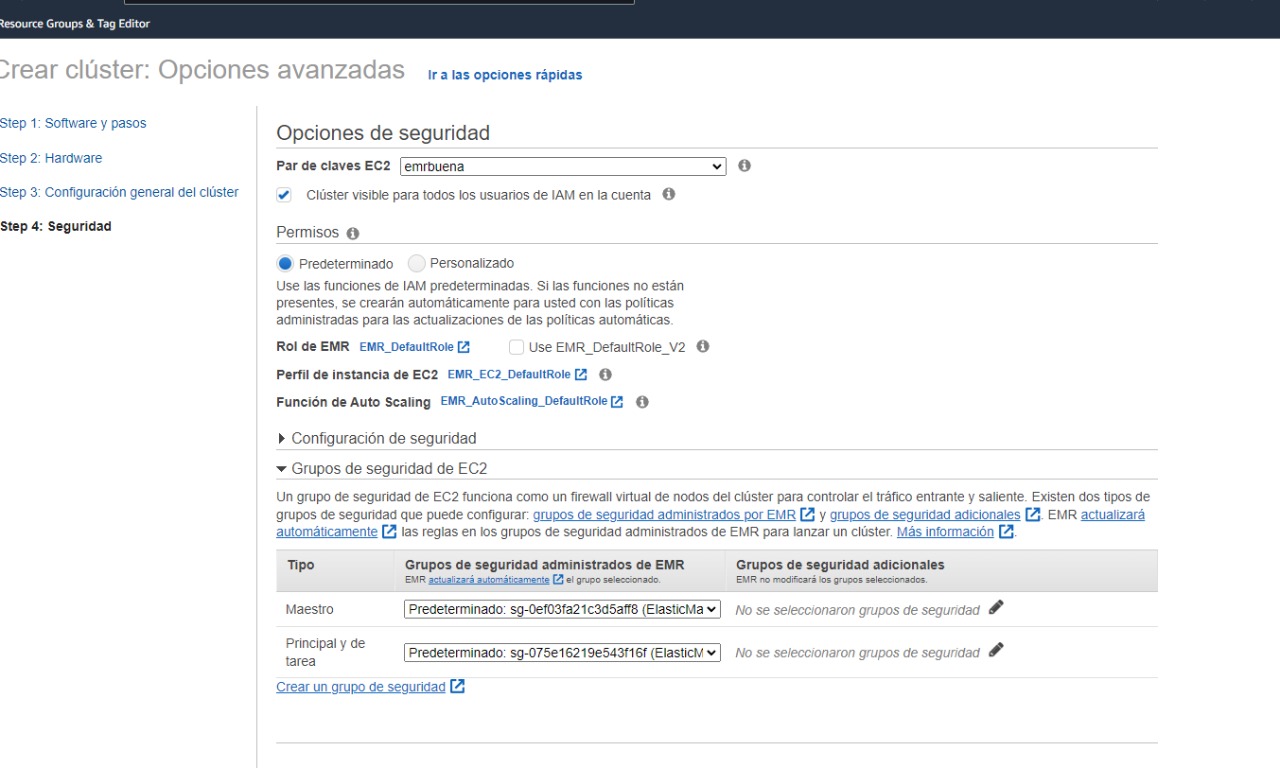 Resource Groups & Tag Editor
Crear clúster: Opciones avanzadas Ir a las opciones rápidas
Step 1: Software y pasos
Step 2: Hardware
Step 3: Configuración general del clúster
Step 4: Seguridad
Opciones de seguridad
Par de claves EC2 emrbuena
Clúster visible para todos los usuarios de IAM en la cuenta
Permisos
Predeterminado Personalizado
Use las funciones de IAM predeterminadas. Si las funciones no están
presentes, se crearán automáticamente para usted con las políticas
administradas para las actualizaciones de las políticas automáticas.
Rol de EMR EMR_DefaultRole Use EMR_DefaultRole_V2
Perfil de instancia de EC2 EMR_EC2_DefaultRole
Función de Auto Scaling EMR_AutoScaling_DefaultRole
Configuración de seguridad
Grupos de seguridad de EC2
Un grupo de seguridad de EC2 funciona como un firewall virtual de nodos del clúster para controlar el tráfico entrante y saliente. Existen dos tipos de
grupos de seguridad que puede configurar: grupos de seguridad administrados por EMR y grupos de seguridad adicionales. EMR actualizará
automáticamente las reglas en los grupos de seguridad administrados de EMR para lanzar un clúster. Más información.
Tipo Grupos de seguridad administrados de EMR Grupos de seguridad adicionales
EMR actualizará automáticamente el grupo seleccionado. EMR no modificará los grupos seleccionados.
Maestro Predeterminado: sg-0ef03fa21c3d5aff8 (ElasticMa No se seleccionaron grupos de seguridad
Principal y de
tarea Predeterminado: sg-075e16219e543f16f (ElasticM No se seleccionaron grupos de seguridad
Crear un grupo de seguridad